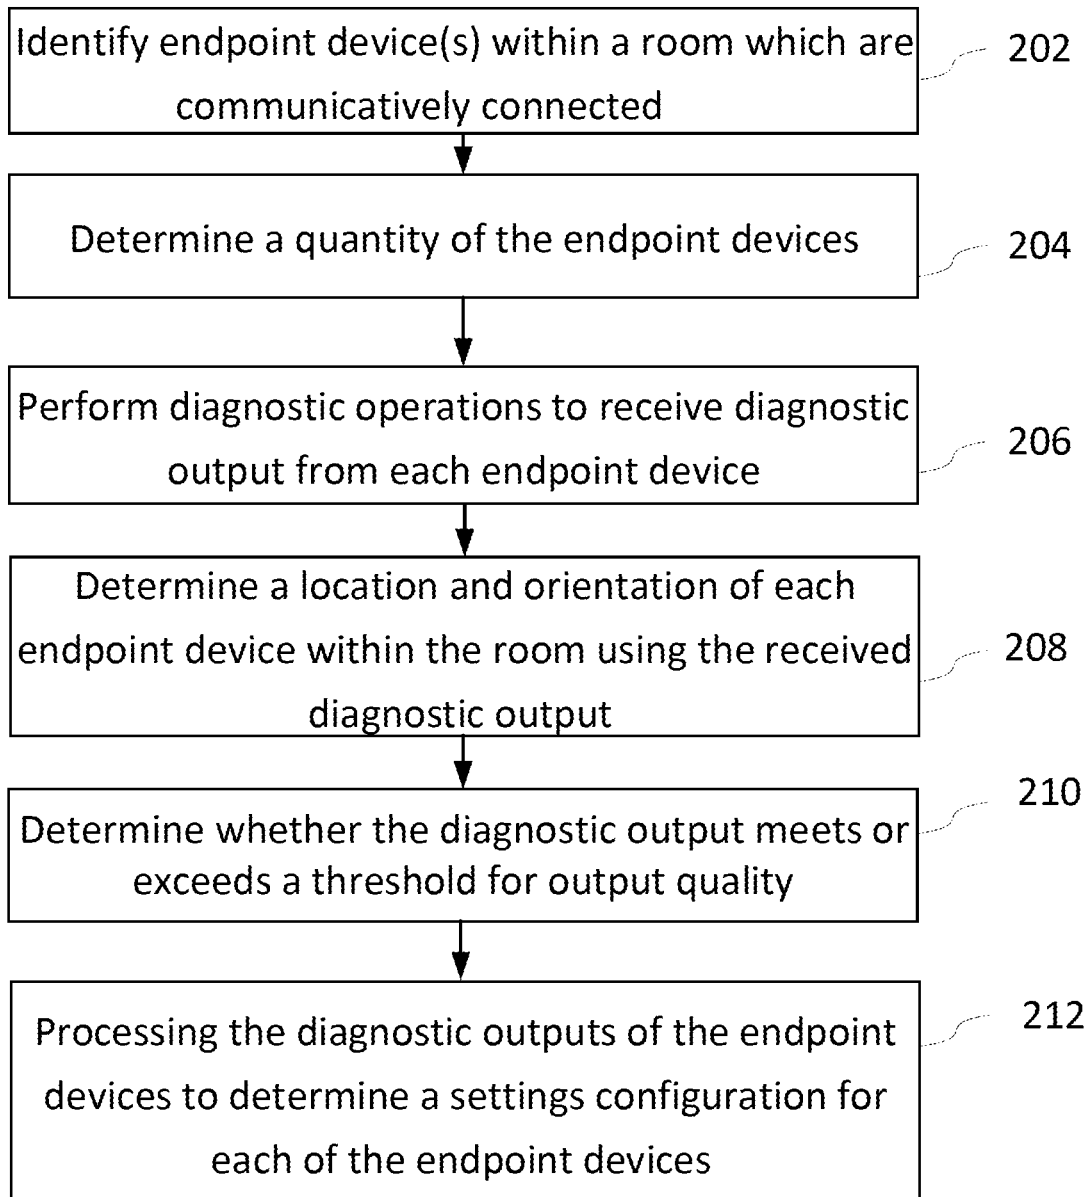 Identify endpoint device(s) within a room which are
communicatively connected
202
Determine a quantity of the endpoint devices
204
Perform diagnostic operations to receive diagnostic
output from each endpoint device
206
Determine a location and orientation of each
endpoint device within the room using the received
diagnostic output
208
Determine whether the diagnostic output meets or
exceeds a threshold for output quality
210
Processing the diagnostic outputs of the endpoint
devices to determine a settings configuration for
each of the endpoint devices
212